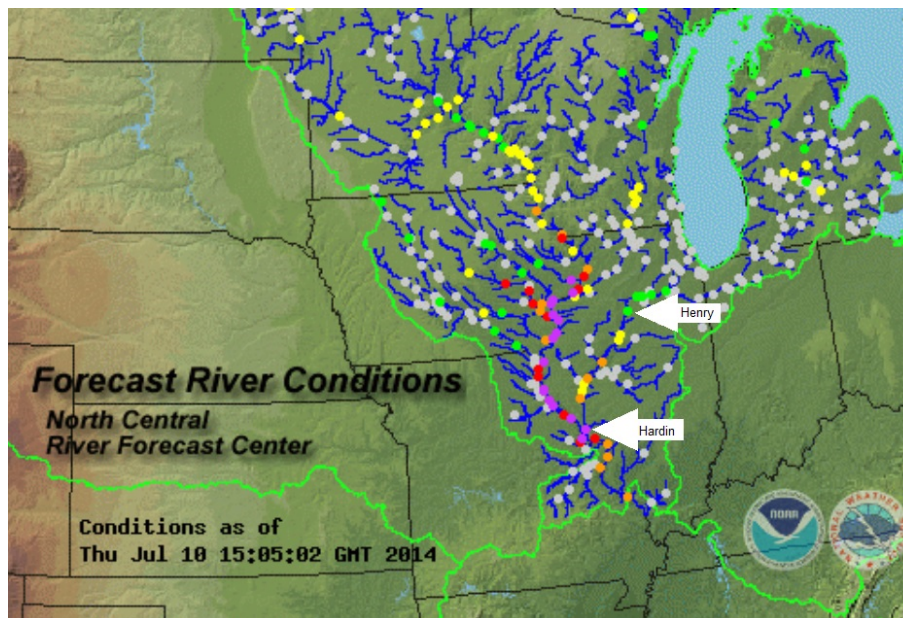 Henry
Forecast River Conditions
North Central
River Forecast Center
Hardin
Conditions as of
Thu Jul 10 15:05:02 GMT 2014
NOAA